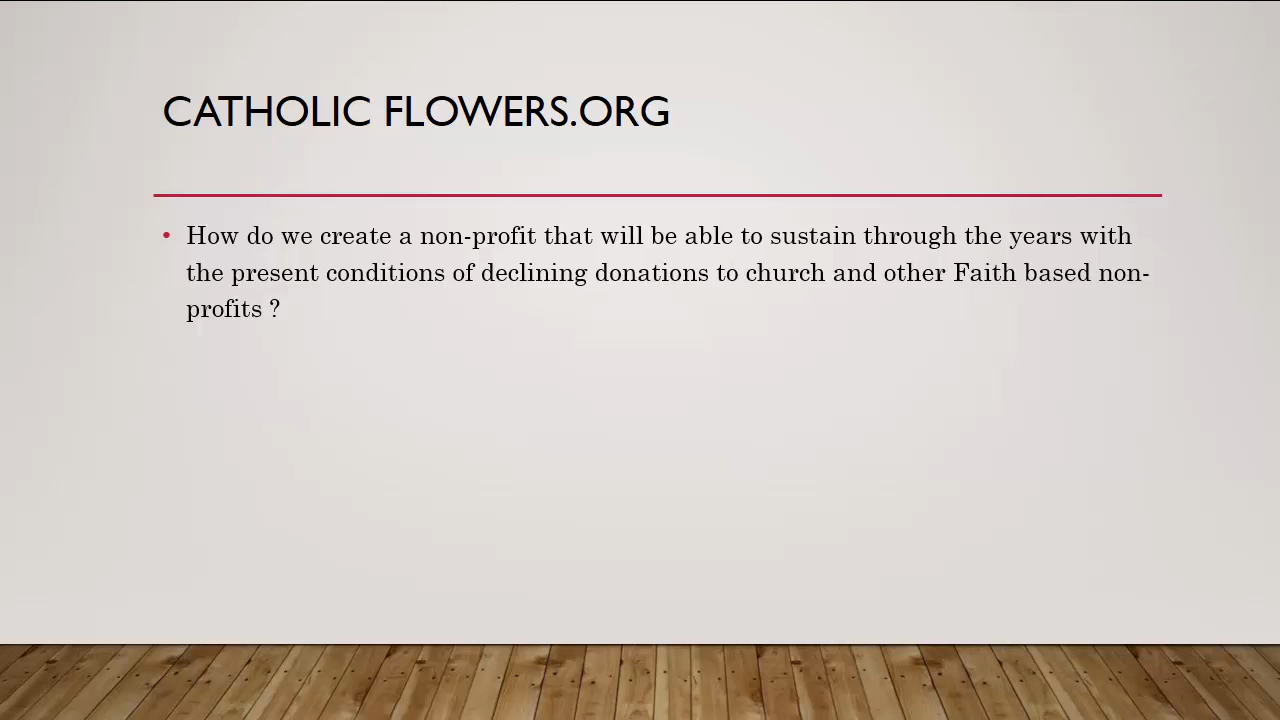 CATHOLIC FLOWERS.ORG
• How do we create a non-profit that will be able to sustain through the years with
the present conditions of declining donations to church and other Faith based non-
profits ?